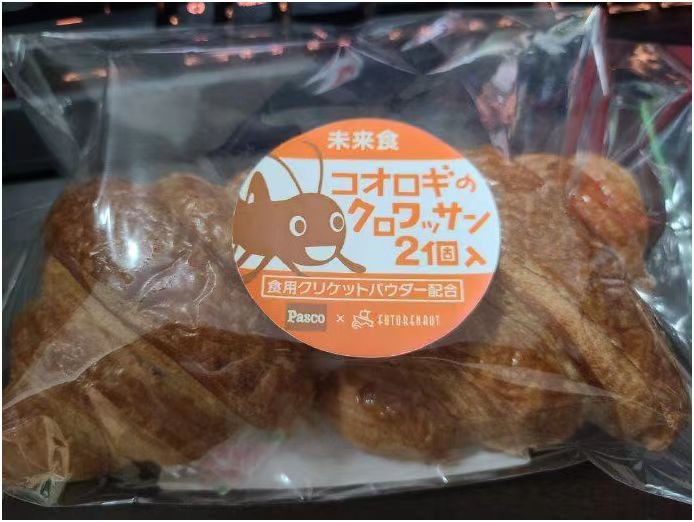 未来食
コオロギの
クロワッサン
2個入
食用クリケットパウダー配合
Pasco × FUTURENAUT